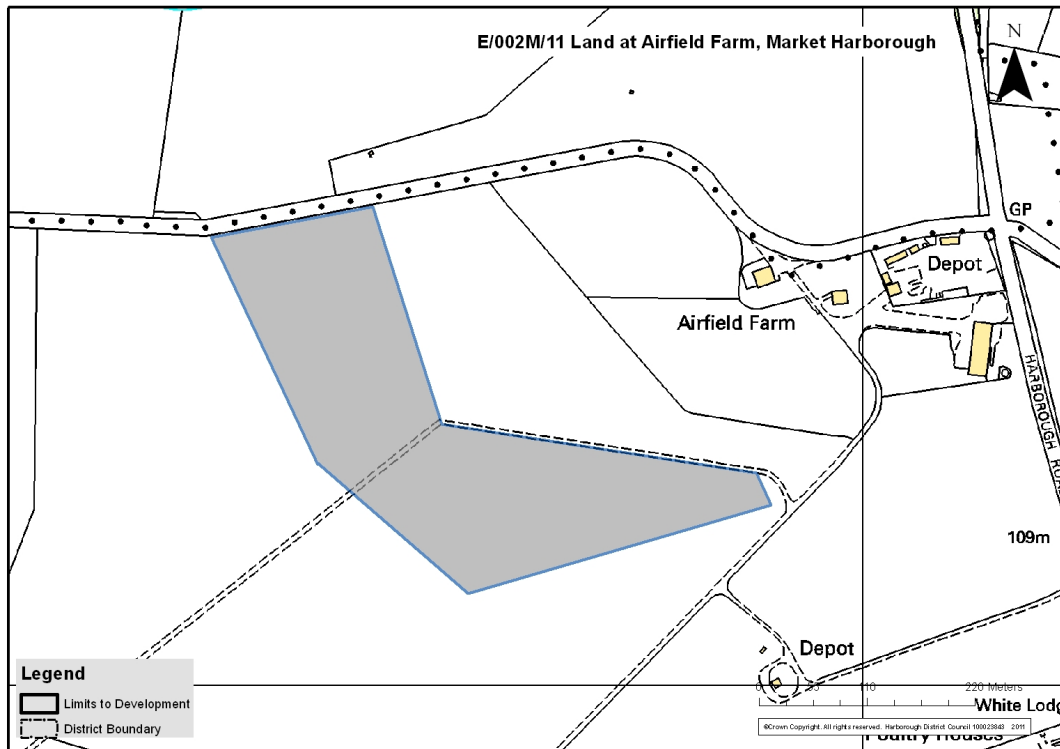 E/002M/11 Land at Airfield Farm, Market Harborough
N
GP
Depot
Airfield Farm
HARBOROUGH ROAD
109m
Legend
Limits to Development
District Boundary
Depot
0 55 110 220 Meters
White Lodg
©Crown Copyright. All rights reserved. Harborough District Council 100023843 2011
Poultry Houses